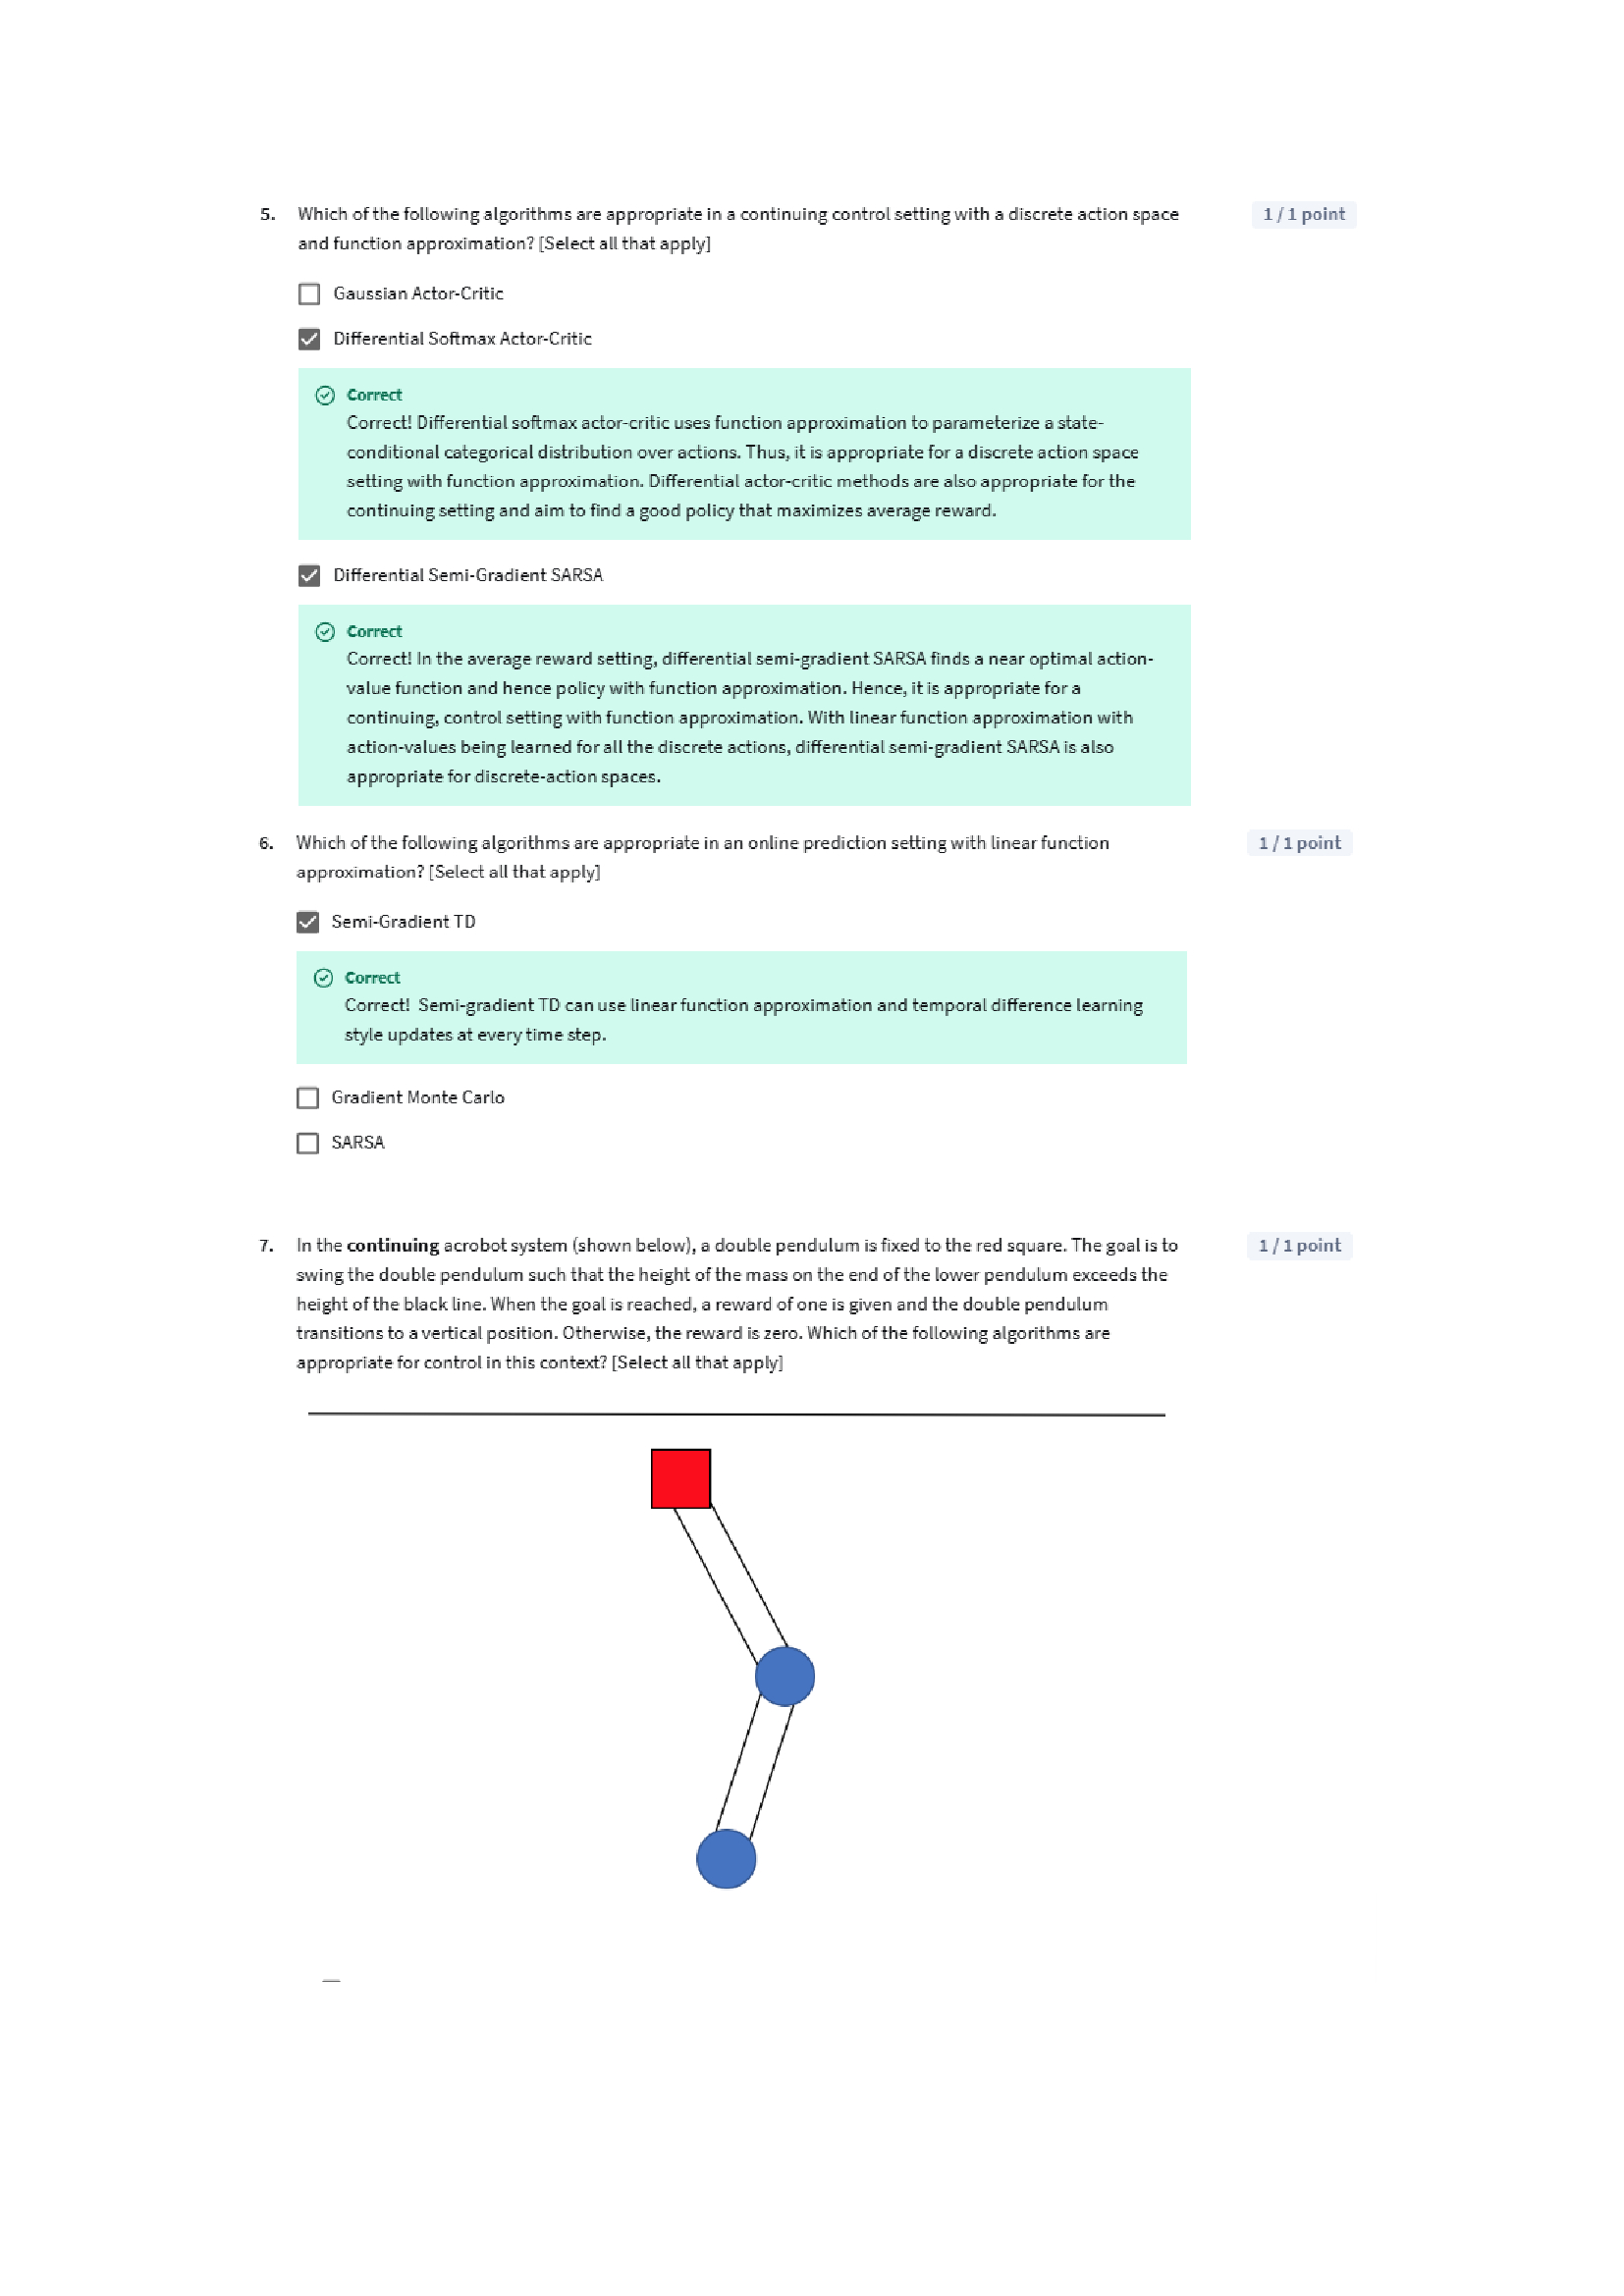 5. Which of the following algorithms are appropriate in a continuing control setting with a discrete action space
1 / 1 point
and function approximation? [Select all that apply]
Gaussian Actor-Critic
Differential Softmax Actor-Critic
Correct
Correct! Differential softmax actor-critic uses function approximation to parameterize a state-
conditional categorical distribution over actions. Thus, it is appropriate for a discrete action space
setting with function approximation. Differential actor-critic methods are also appropriate for the
continuing setting and aim to find a good policy that maximizes average reward.
Differential Semi-Gradient SARSA
Correct
Correct! In the average reward setting, differential semi-gradient SARSA finds a near optimal action-
value function and hence policy with function approximation. Hence, it is appropriate for a
continuing, control setting with function approximation. With linear function approximation with
action-values being learned for all the discrete actions, differential semi-gradient SARSA is also
appropriate for discrete-action spaces.
6. Which of the following algorithms are appropriate in an online prediction setting with linear function
1 / 1 point
approximation? [Select all that apply]
Semi-Gradient TD
Correct
Correct! Semi-gradient TD can use linear function approximation and temporal difference learning
style updates at every time step.
Gradient Monte Carlo
SARSA
7. In the continuing acrobot system (shown below), a double pendulum is fixed to the red square. The goal is to
1 / 1 point
swing the double pendulum such that the height of the mass on the end of the lower pendulum exceeds the
height of the black line. When the goal is reached, a reward of one is given and the double pendulum
transitions to a vertical position. Otherwise, the reward is zero. Which of the following algorithms are
appropriate for control in this context? [Select all that apply]